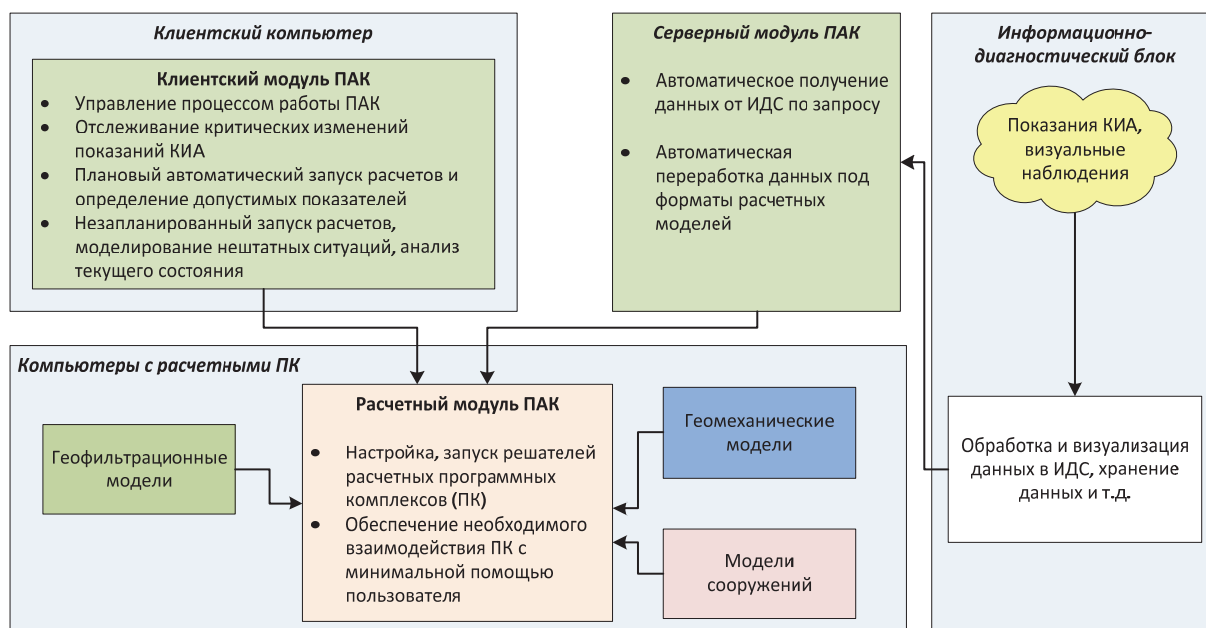 Клиентский компьютер
Клиентский модуль ПАК
• Управление процессом работы ПАК
• Отслеживание критических изменений
показаний КИА
• Плановый автоматический запуск расчетов и
определение допустимых показателей
• Незапланированный запуск расчетов,
моделирование нештатных ситуаций, анализ
текущего состояния
Серверный модуль ПАК
• Автоматическое получение
данных от ИДС по запросу
• Автоматическая
переработка данных под
форматы расчетных
моделей
Информационно-
диагностический блок
Показания КИА,
визуальные
наблюдения
Обработка и визуализация
данных в ИДС, хранение
данных и т.д.
Компьютеры с расчетными ПК
Геофильтрационные
модели
Расчетный модуль ПАК
• Настройка, запуск решателей
расчетных программных
комплексов (ПК)
• Обеспечение необходимого
взаимодействия ПК с
минимальной помощью
пользователя
Геомеханические
модели
Модели
сооружений